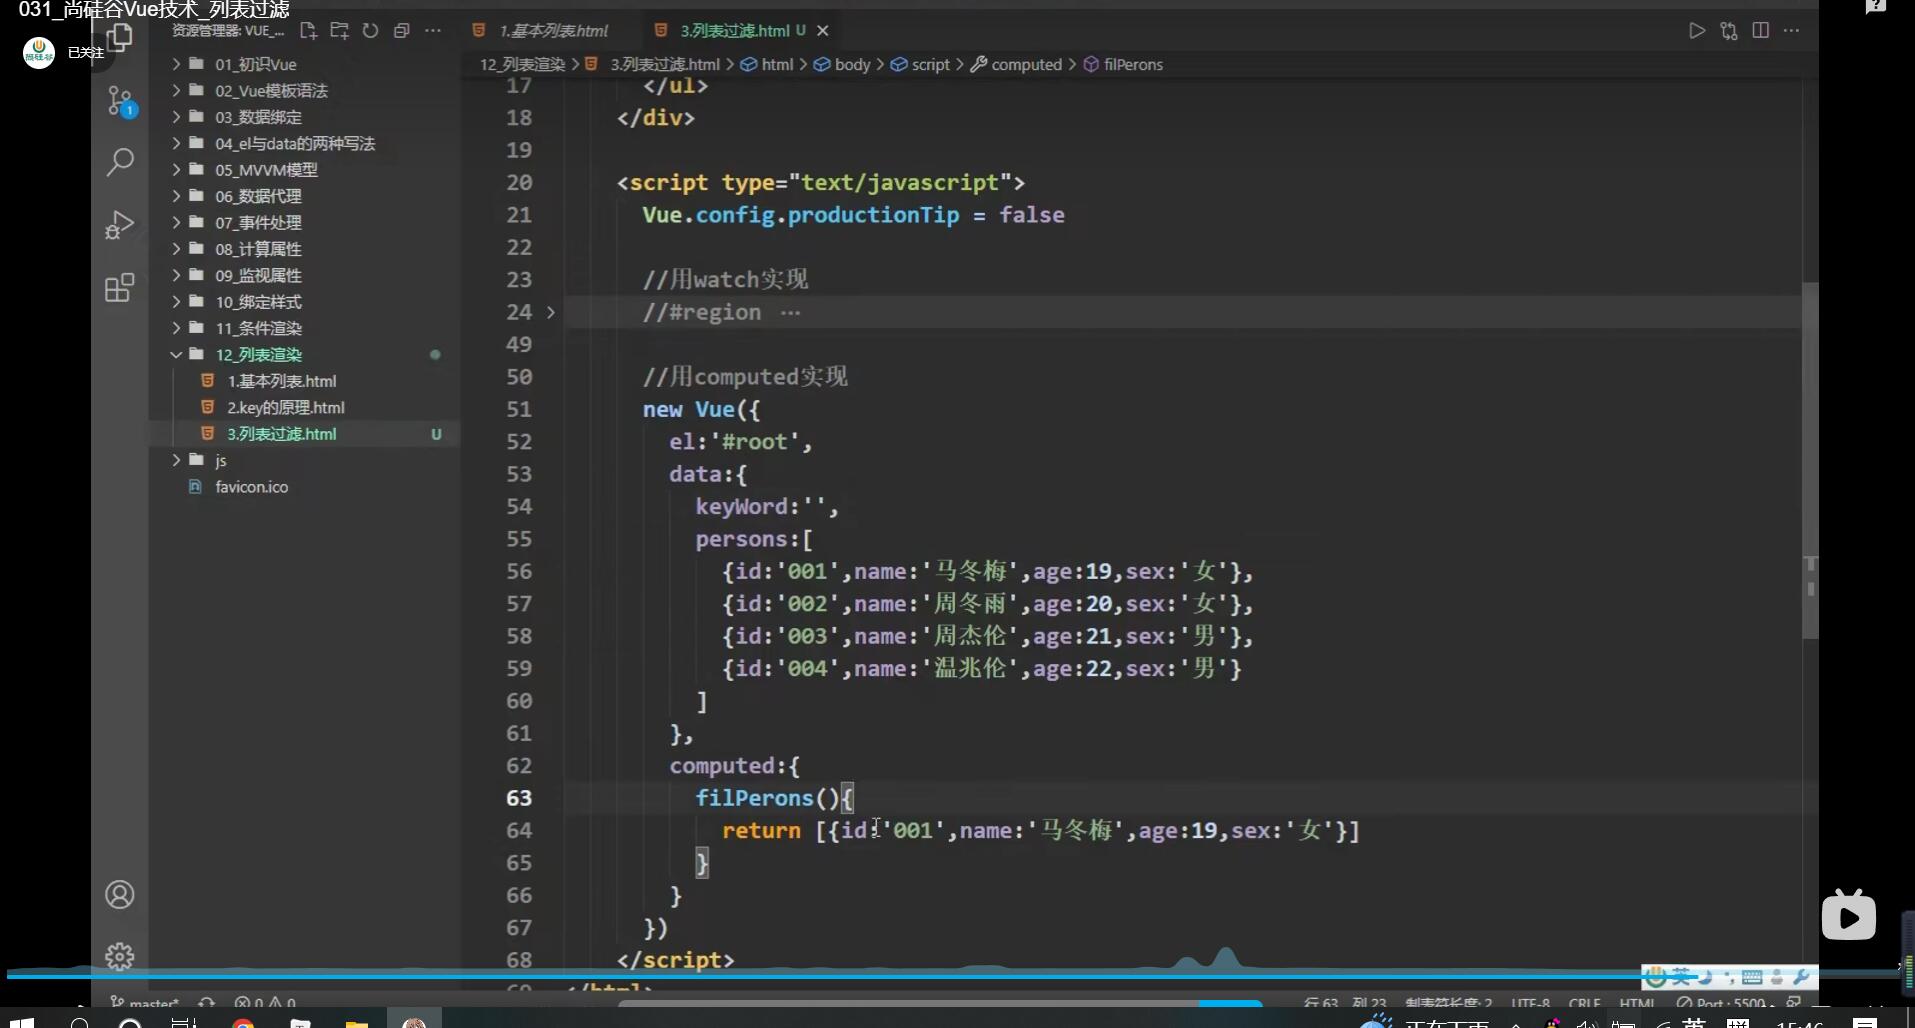 031_尚硅谷Vue技术_列表过滤
已关注
资源管理器: VUE_...
1.基本列表.html
3.列表过滤.html U
12_列表渲染 > 3.列表过滤.html > html > body > script > computed > filPerons
01_初识Vue
02_Vue模板语法
03_数据绑定
04_el与data的两种写法
05_MVVM模型
06_数据代理
07_事件处理
08_计算属性
09_监视属性
10_绑定样式
11_条件渲染
12_列表渲染
1.基本列表.html
2.key的原理.html
3.列表过滤.html U
js
favicon.ico
1
17 </ul>
18 </div>
19
20 <script type="text/javascript">
21 Vue.config.productionTip = false
22
23 //用watch实现
24 //#region ...
49
50 //用computed实现
51 new Vue({
52 el:'#root',
53 data:{
54 keyWord:'',
55 persons:[
56 {id:'001',name:'马冬梅',age:19,sex:'女'},
57 {id:'002',name:'周冬雨',age:20,sex:'女'},
58 {id:'003',name:'周杰伦',age:21,sex:'男'},
59 {id:'004',name:'温兆伦',age:22,sex:'男'}
60 ]
61 },
62 computed:{
63 filPerons(){
64 return [{id:'001',name:'马冬梅',age:19,sex:'女'}]
65 }
66 }
67 })
68 </script>
69 </html>
英
master* 0 0 行 63, 列 23 制表符长度: 2 UTF-8 CRLF HTML Port : 5500
正在下雨 英 拼 15:46